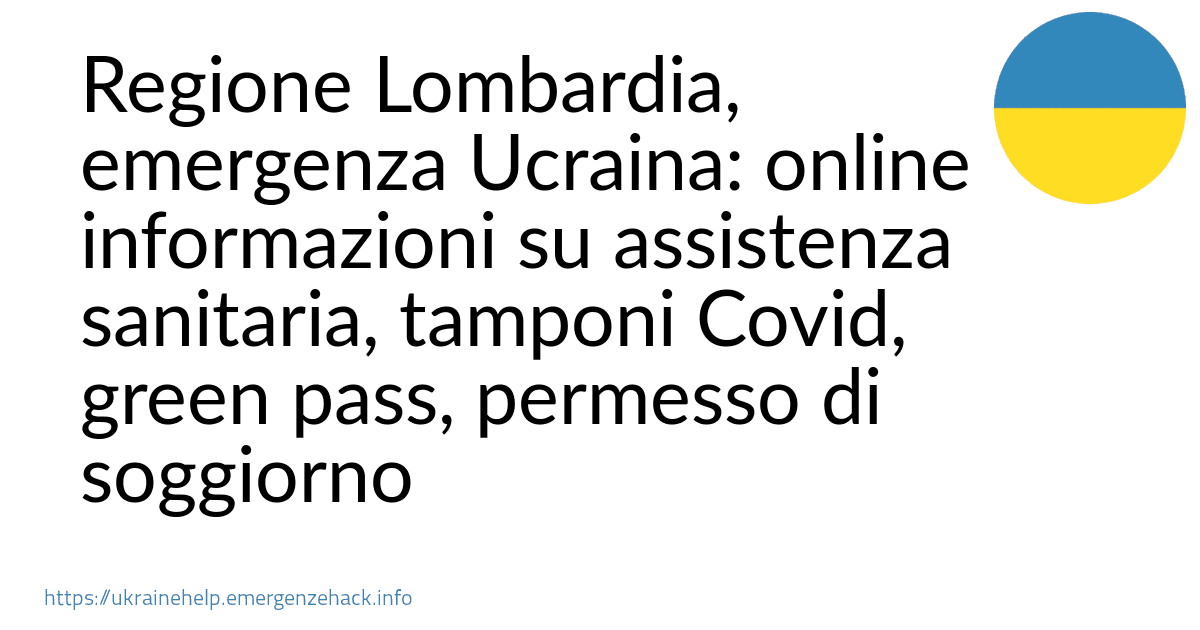 Regione Lombardia,
emergenza Ucraina: online
informazioni su assistenza
sanitaria, tamponi Covid,
green pass, permesso di
soggiorno
https://ukrainehelp.emergenzehack.info